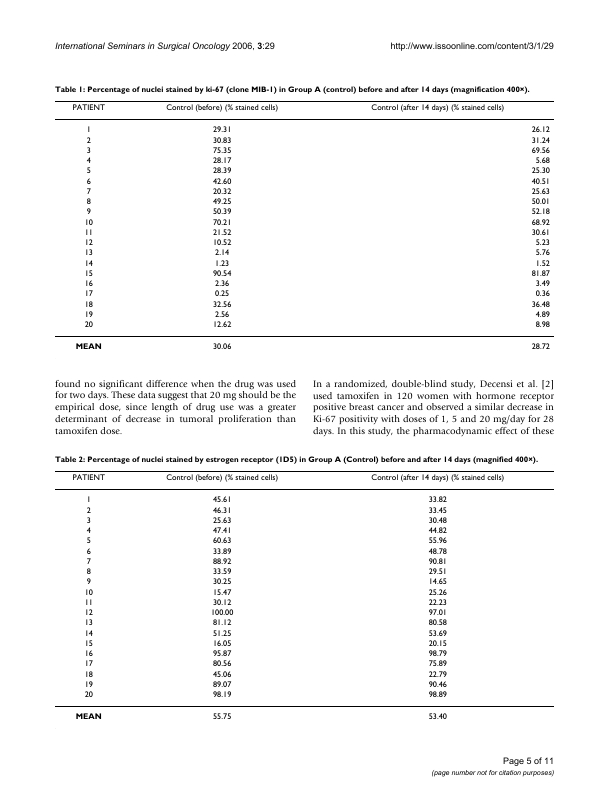 International Seminars in Surgical Oncology 2006, 3:29 http://www.issoonline.com/content/3/1/29
Table 1: Percentage of nuclei stained by ki-67 (clone MIB-1) in Group A (control) before and after 14 days (magnification 400×).
PATIENT Control (before) (% stained cells) Control (after 14 days) (% stained cells)
1 29.31 26.12
2 30.83 31.24
3 75.35 69.56
4 28.17 5.68
5 28.39 25.30
6 42.60 40.51
7 20.32 25.63
8 49.25 50.01
9 50.39 52.18
10 70.21 68.92
11 21.52 30.61
12 10.52 5.23
13 2.14 5.76
14 1.23 1.52
15 90.54 81.87
16 2.36 3.49
17 0.25 0.36
18 32.56 36.48
19 2.56 4.89
20 12.62 8.98
MEAN 30.06 28.72
found no significant difference when the drug was used
for two days. These data suggest that 20 mg should be the
empirical dose, since length of drug use was a greater
determinant of decrease in tumoral proliferation than
tamoxifen dose.
In a randomized, double-blind study, Decensi et al. [2]
used tamoxifen in 120 women with hormone receptor
positive breast cancer and observed a similar decrease in
Ki-67 positivity with doses of 1, 5 and 20 mg/day for 28
days. In this study, the pharmacodynamic effect of these
Table 2: Percentage of nuclei stained by estrogen receptor (1D5) in Group A (Control) before and after 14 days (magnified 400×).
PATIENT Control (before) (% stained cells) Control (after 14 days) (% stained cells)
1 45.61 33.82
2 46.31 33.45
3 25.63 30.48
4 47.41 44.82
5 60.63 55.96
6 33.89 48.78
7 88.92 90.81
8 33.59 29.51
9 30.25 14.65
10 15.47 25.26
11 30.12 22.23
12 100.00 97.01
13 81.12 80.58
14 51.25 53.69
15 16.05 20.15
16 95.87 98.79
17 80.56 75.89
18 45.06 22.79
19 89.07 90.46
20 98.19 98.89
MEAN 55.75 53.40
Page 5 of 11
(page number not for citation purposes)